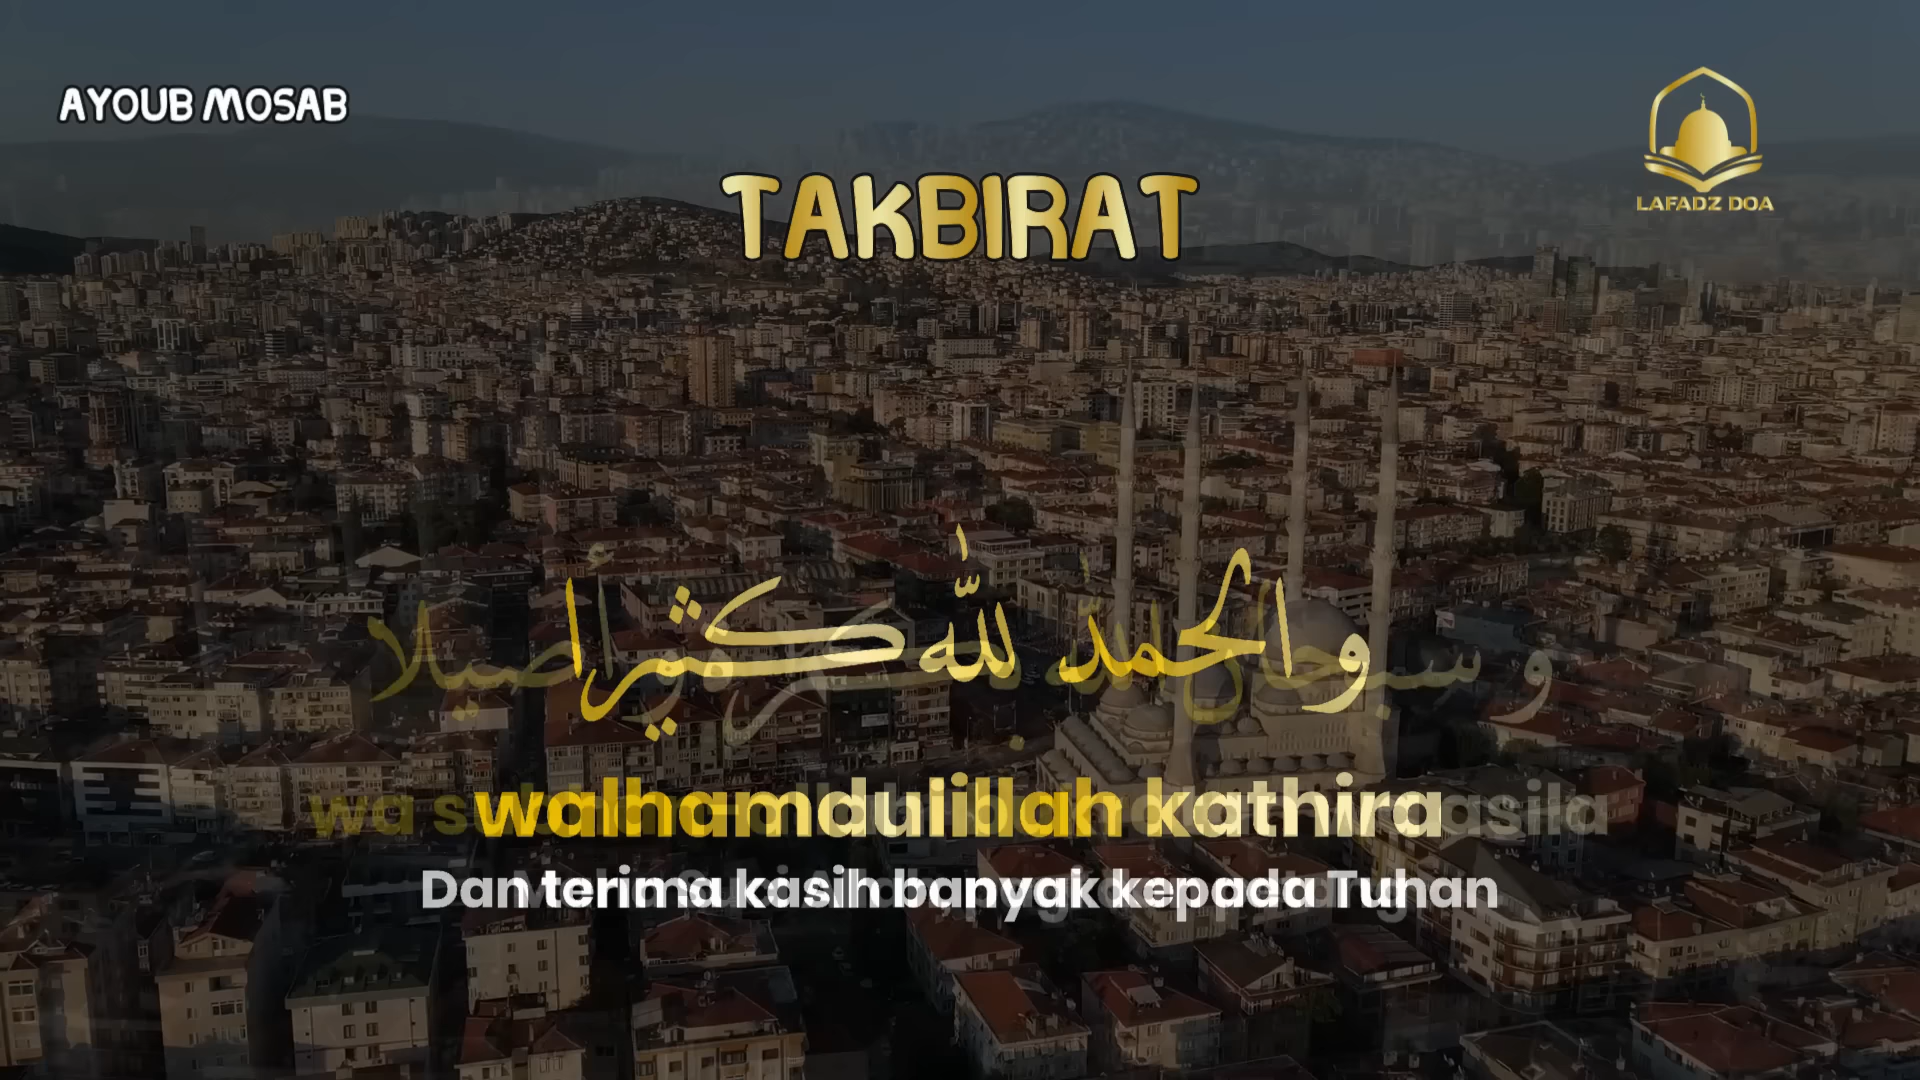 AYOUB MOSAB
LAFADZ DOA
TAKBIRAT
والحمد لله كثيرا
walhamdulillah kathira
Dan terima kasih banyak kepada Tuhan